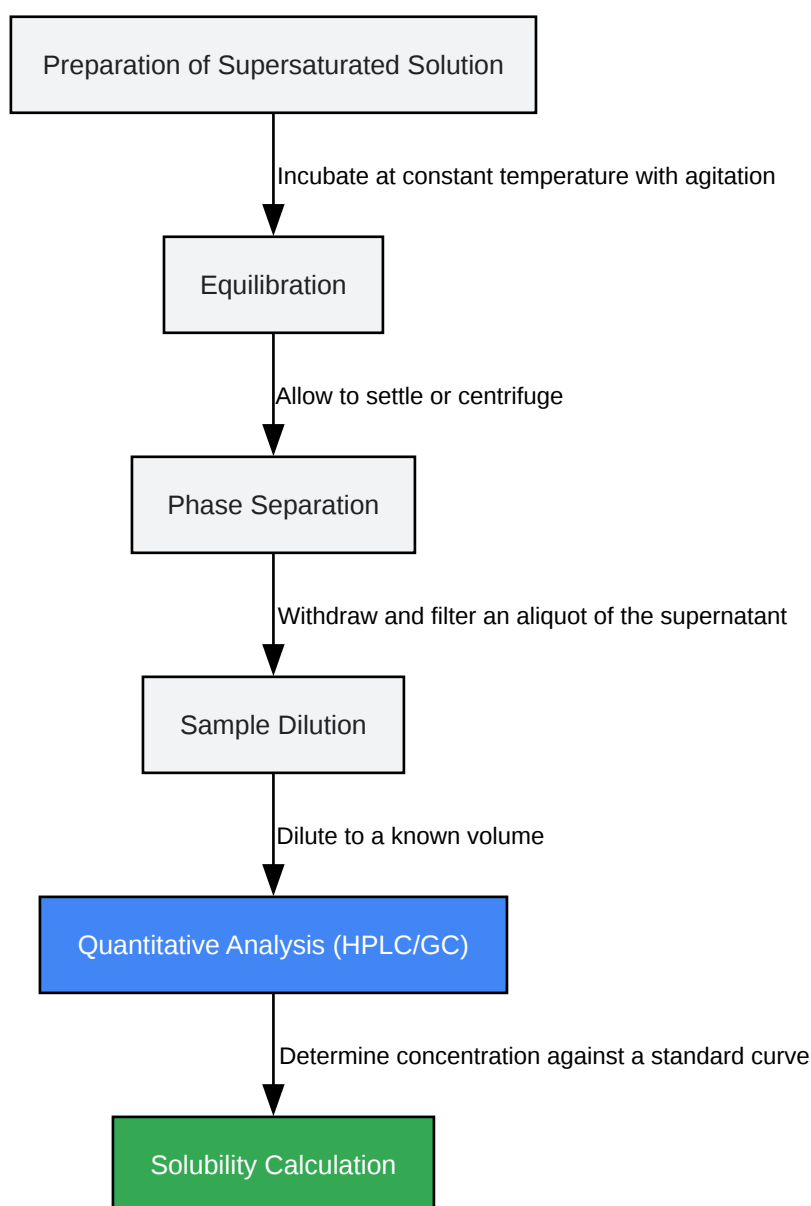 Preparation of Supersaturated Solution
Incubate at constant temperature with agitation
Equilibration
Allow to settle or centrifuge
Phase Separation
Withdraw and filter an aliquot of the supernatant
Sample Dilution
Dilute to a known volume
Quantitative Analysis (HPLC/GC)
Determine concentration against a standard curve
Solubility Calculation